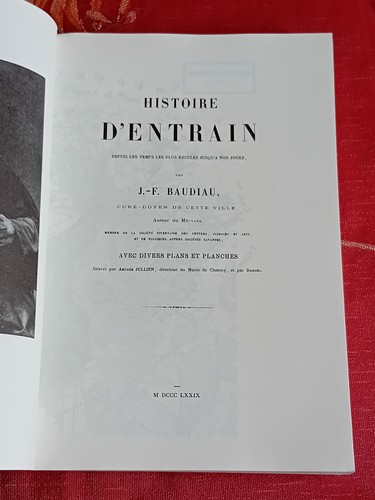 HISTOIRE
D'ENTRAIN
DEPUIS LES TEMPS LES PLUS RECULÉS JUSQU'A NOS JOURS,
PAR
J.-F. BAUDIAU,
CURÉ-DOYEN DE CETTE VILLE
Auteur du MORVAND,
MEMBRE DE LA SOCIÉTÉ NIVERNAISE DES LETTRES, SCIENCES ET ARTS,
ET DE PLUSIEURS AUTRES SOCIÉTÉS SAVANTES,
AVEC DIVERS PLANS ET PLANCHES
Gravés par Amédée JULLIEN, directeur du Musée de Clamecy, et par
M DCCC LXXIX